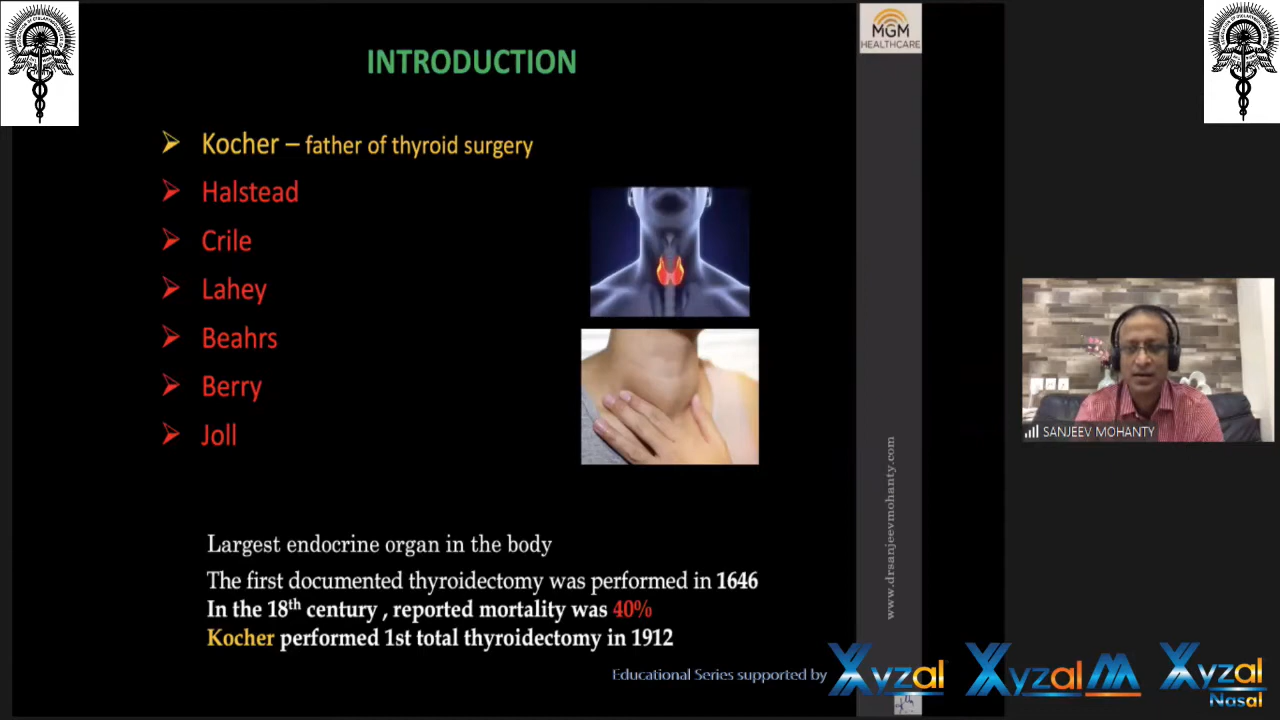 INTRODUCTION
MGM
HEALTHCARE
Kocher – father of thyroid surgery
Halstead
Crile
Lahey
Beahrs
Berry
Joll
SANJEEV MOHANTY
www.drsanjeevmohanty.com
Largest endocrine organ in the body
The first documented thyroidectomy was performed in 1646
In the 18th century , reported mortality was 40%
Kocher performed 1st total thyroidectomy in 1912
Educational Series supported by
Xyzal
Xyzal M
Xyzal
Nasal